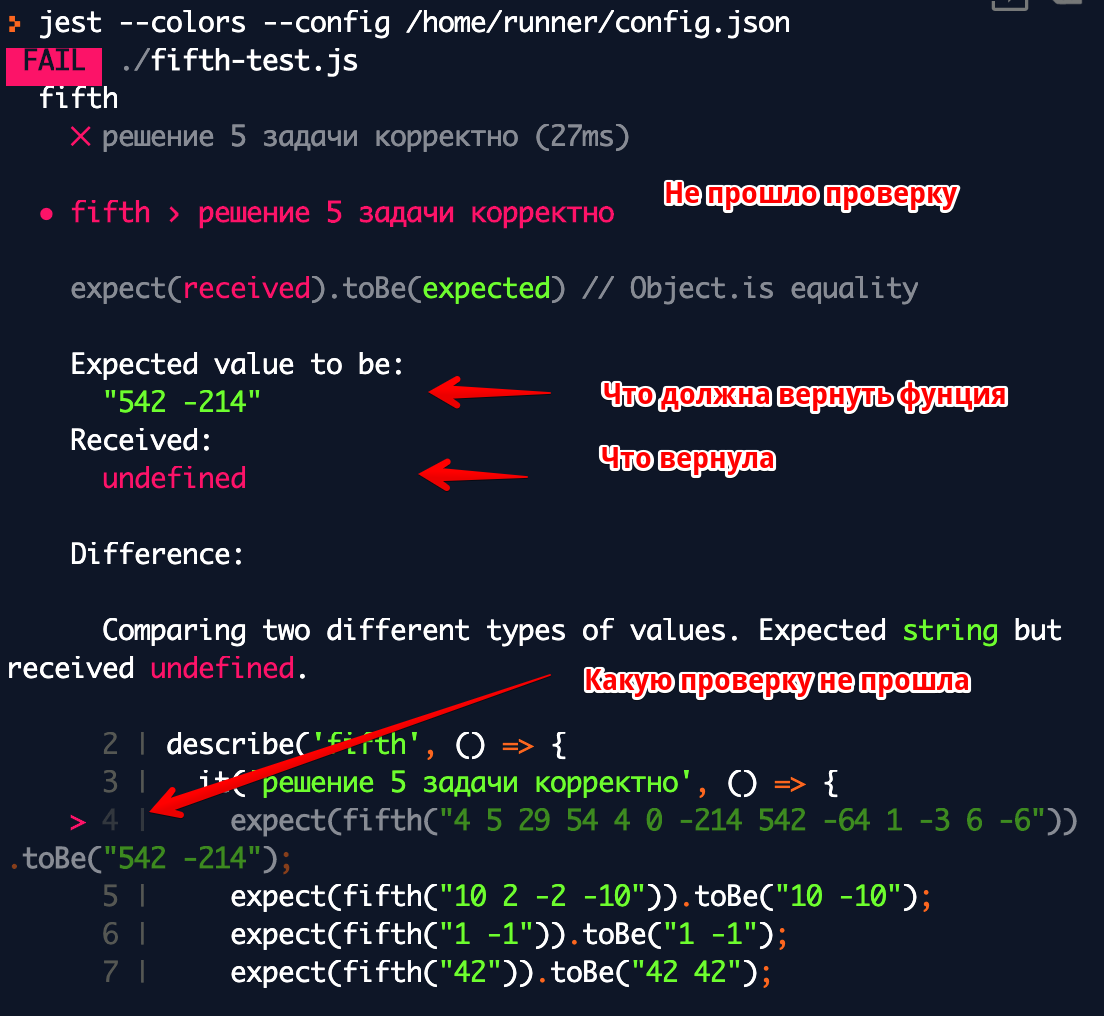 › jest --colors --config /home/runner/config.json
FAIL ./fifth-test.js
fifth
✕ решение 5 задачи корректно (27ms)
Не прошло проверку
● fifth › решение 5 задачи корректно
expect(received).toBe(expected) // Object.is equality
Expected value to be:
"542 -214"
Что должна вернуть фунция
Received:
Что вернула
undefined
Difference:
Comparing two different types of values. Expected string but
received undefined.
Какую проверку не прошла
2 | describe('fifth', () => {
3 | it('решение 5 задачи корректно', () => {
> 4 | expect(fifth("4 5 29 54 4 0 -214 542 -64 1 -3 6 -6"))
.toBe("542 -214");
5 | expect(fifth("10 2 -2 -10")).toBe("10 -10");
6 | expect(fifth("1 -1")).toBe("1 -1");
7 | expect(fifth("42")).toBe("42 42");